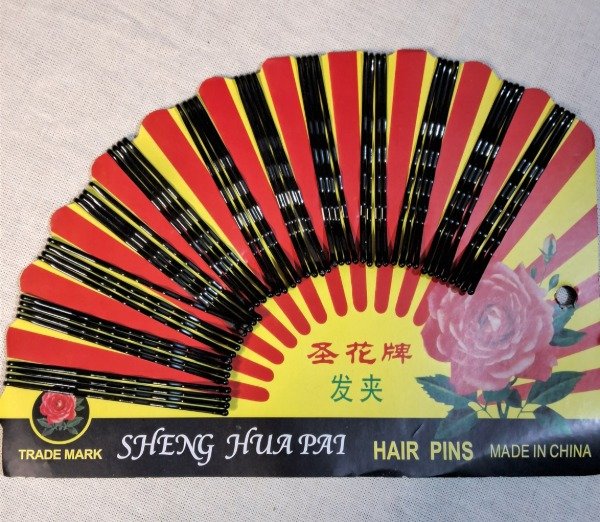 圣花牌
发夹
TRADE MARK SHENG HUA PAI HAIR PINS MADE IN CHINA